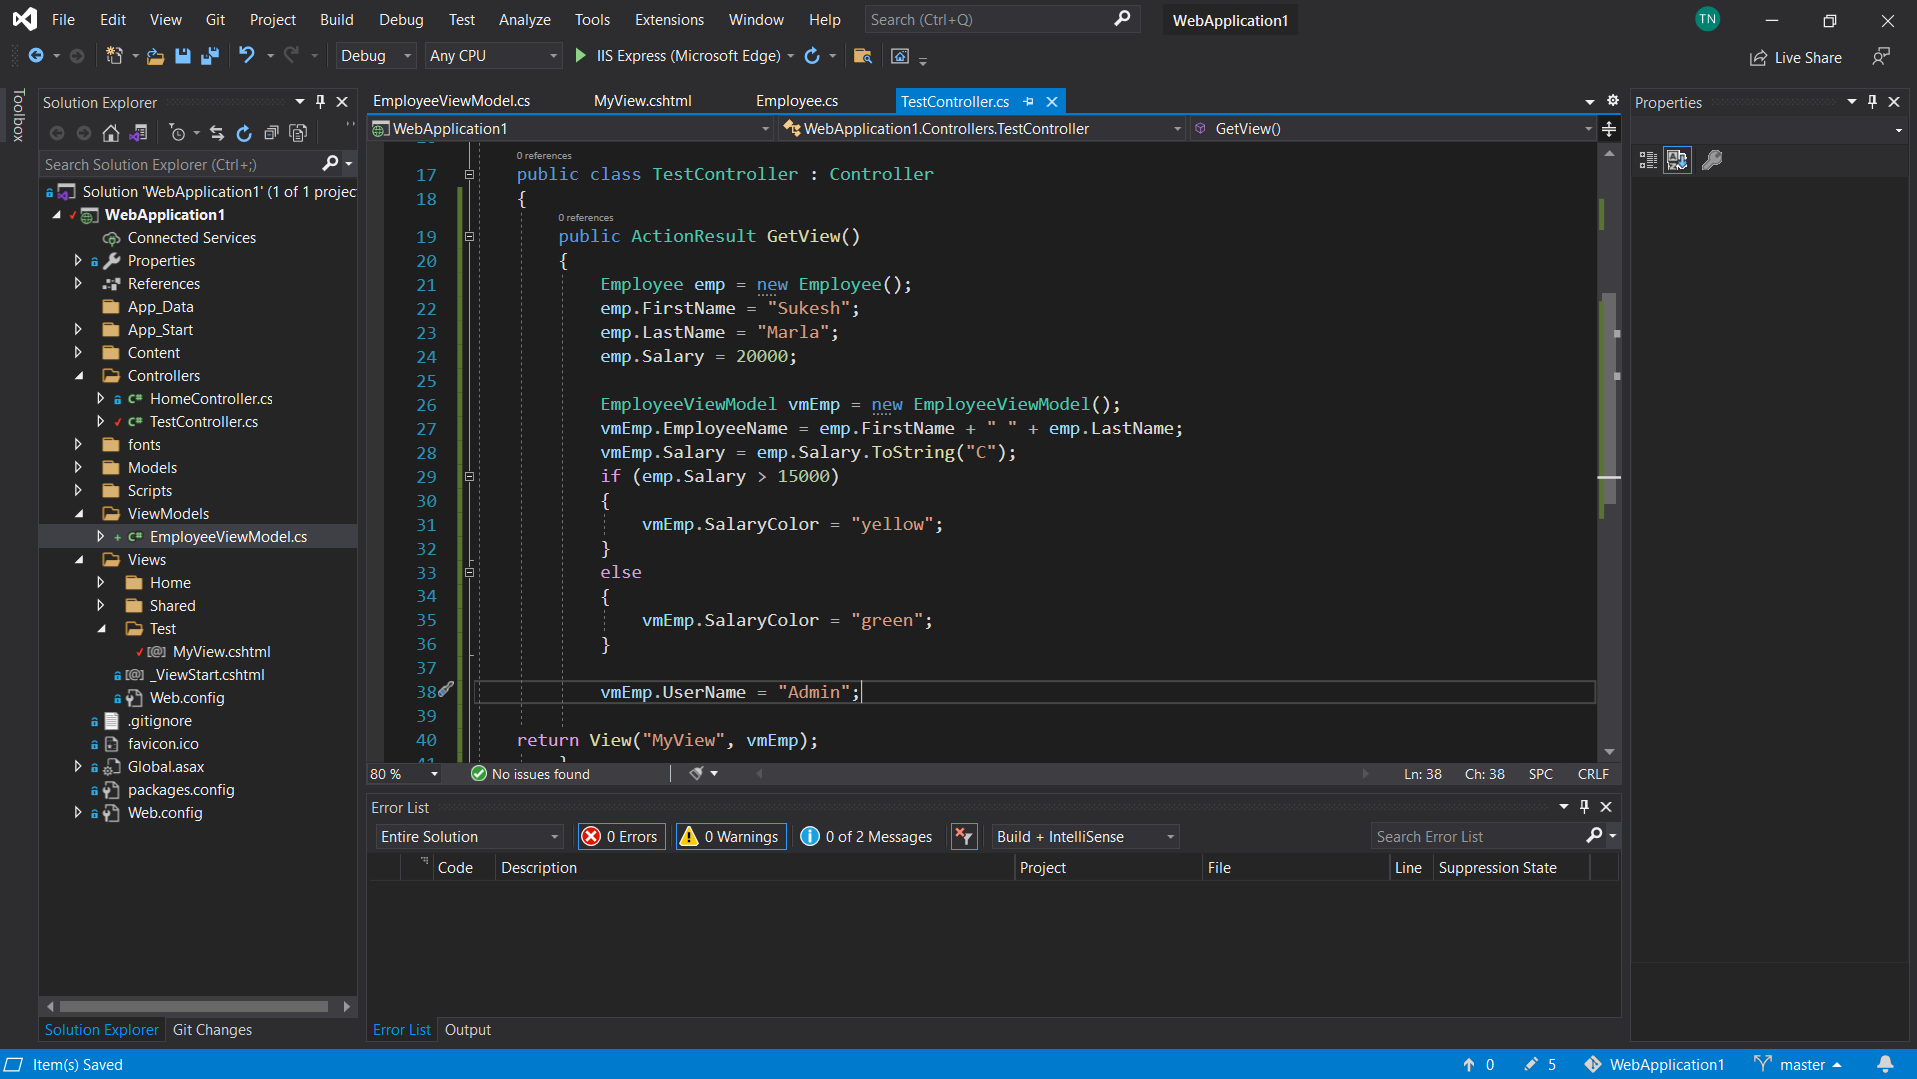 File Edit View Git Project Build Debug Test Analyze Tools Extensions Window Help Search (Ctrl+Q) WebApplication1 TN
Debug Any CPU IIS Express (Microsoft Edge) Live Share
Toolbox
Solution Explorer
Search Solution Explorer (Ctrl+;)
Solution 'WebApplication1' (1 of 1 projec
WebApplication1
Connected Services
Properties
References
App_Data
App_Start
Content
Controllers
C# HomeController.cs
C# TestController.cs
fonts
Models
Scripts
ViewModels
+ C# EmployeeViewModel.cs
Views
Home
Shared
Test
[@] MyView.cshtml
[@] _ViewStart.cshtml
Web.config
.gitignore
favicon.ico
Global.asax
packages.config
Web.config
Solution Explorer Git Changes
EmployeeViewModel.cs MyView.cshtml Employee.cs TestController.cs
WebApplication1 WebApplication1.Controllers.TestController GetView()
0 references
17 public class TestController : Controller
18 {
0 references
19 public ActionResult GetView()
20 {
21 Employee emp = new Employee();
22 emp.FirstName = "Sukesh";
23 emp.LastName = "Marla";
24 emp.Salary = 20000;
25
26 EmployeeViewModel vmEmp = new EmployeeViewModel();
27 vmEmp.EmployeeName = emp.FirstName + " " + emp.LastName;
28 vmEmp.Salary = emp.Salary.ToString("C");
29 if (emp.Salary > 15000)
30 {
31 vmEmp.SalaryColor = "yellow";
32 }
33 else
34 {
35 vmEmp.SalaryColor = "green";
36 }
37
38 vmEmp.UserName = "Admin";
39
40 return View("MyView", vmEmp);
41 }
80 % No issues found Ln: 38 Ch: 38 SPC CRLF
Error List
Entire Solution 0 Errors 0 Warnings 0 of 2 Messages Build + IntelliSense Search Error List
Code Description Project File Line Suppression State
Error List Output
Properties
Item(s) Saved 0 5 WebApplication1 master